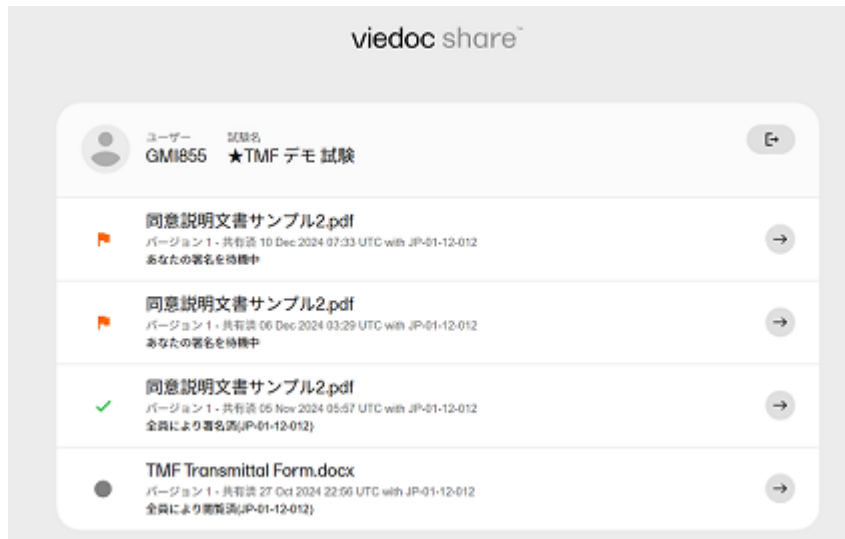 viedoc share™
ユーザー 試験名
GMI855 ★TMF デモ 試験
同意説明文書サンプル2.pdf
バージョン 1 - 共有済 10 Dec 2024 07:33 UTC with JP-01-12-012
あなたの署名を待機中
同意説明文書サンプル2.pdf
バージョン 1 - 共有済 06 Dec 2024 03:29 UTC with JP-01-12-012
あなたの署名を待機中
同意説明文書サンプル2.pdf
バージョン 1 - 共有済 05 Nov 2024 05:57 UTC with JP-01-12-012
全員により署名済(JP-01-12-012)
TMF Transmittal Form.docx
バージョン 1 - 共有済 27 Oct 2024 22:56 UTC with JP-01-12-012
全員により閲覧済(JP-01-12-012)